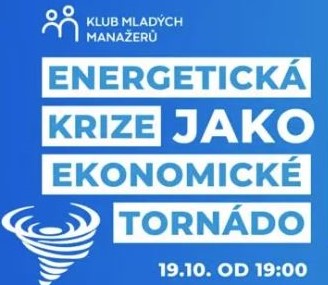 KLUB MLADÝCH
MANAŽERŮ
ENERGETICKÁ
KRIZE JAKO
EKONOMICKÉ
TORNÁDO
19.10. OD 19:00